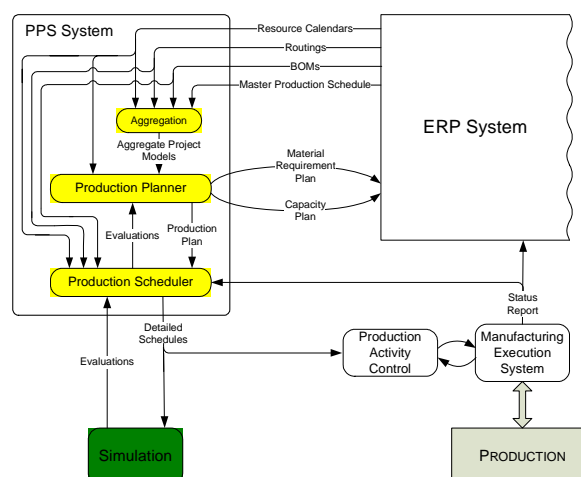 PPS System
Resource Calendars
Routings
BOMs
Master Production Schedule
ERP System
Aggregation
Aggregate Project
Models
Material
Requirement
Plan
Production Planner
Capacity
Plan
Evaluations
Production
Plan
Production Scheduler
Status
Report
Detailed
Schedules
Evaluations
Production
Activity
Control
Manufacturing
Execution
System
Simulation
PRODUCTION